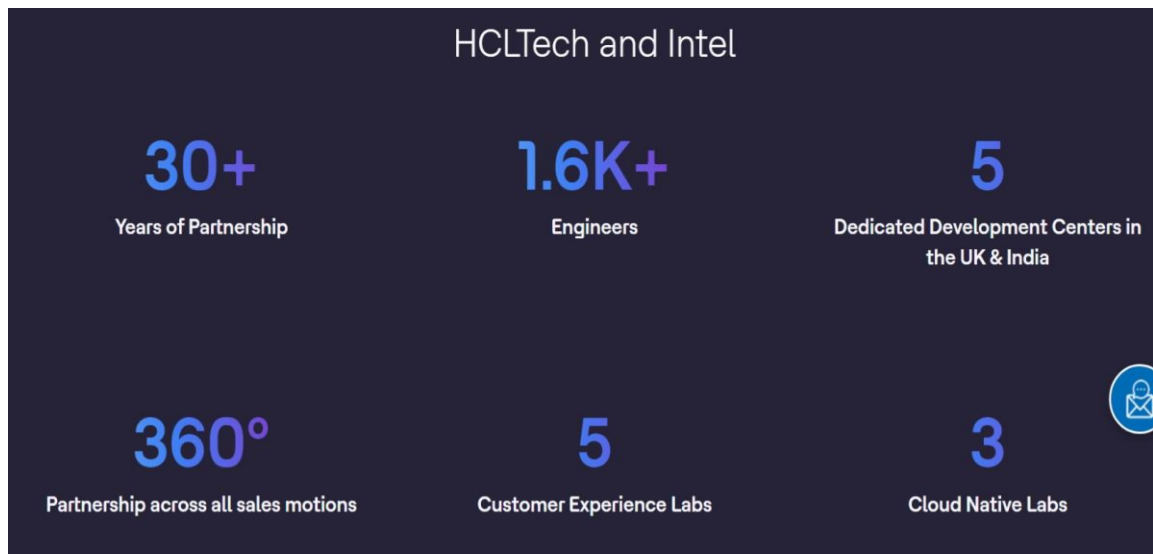 HCLTech and Intel
30+
Years of Partnership
1.6K+
Engineers
5
Dedicated Development Centers in
the UK & India
360°
Partnership across all sales motions
5
Customer Experience Labs
3
Cloud Native Labs